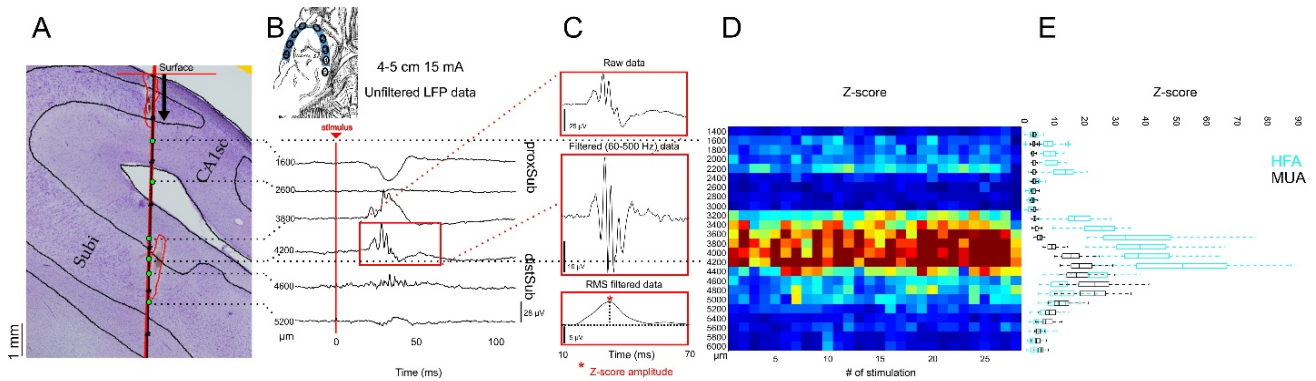 A
B
C
D
E
Surface
CA1sc
Subi
1 mm
4-5 cm 15 mA
Unfiltered LFP data
stimulus
1600
2600
3800
4200
4600
5200
µm
proxSub
distSub
28 µV
0
50
100
Time (ms)
Raw data
25 µV
Filtered (60-500 Hz) data
15 µV
RMS filtered data
5 µV
10
Time (ms)
70
* Z-score amplitude
Z-score
1400
1600
1800
2000
2200
2400
2600
2800
3000
3200
3400
3600
3800
4000
4200
4400
4600
4800
5000
5200
5400
5600
5800
6000
µm
5
10
15
20
25
# of stimulation
Z-score
0
10
20
30
40
50
60
70
80
90
HFA
MUA